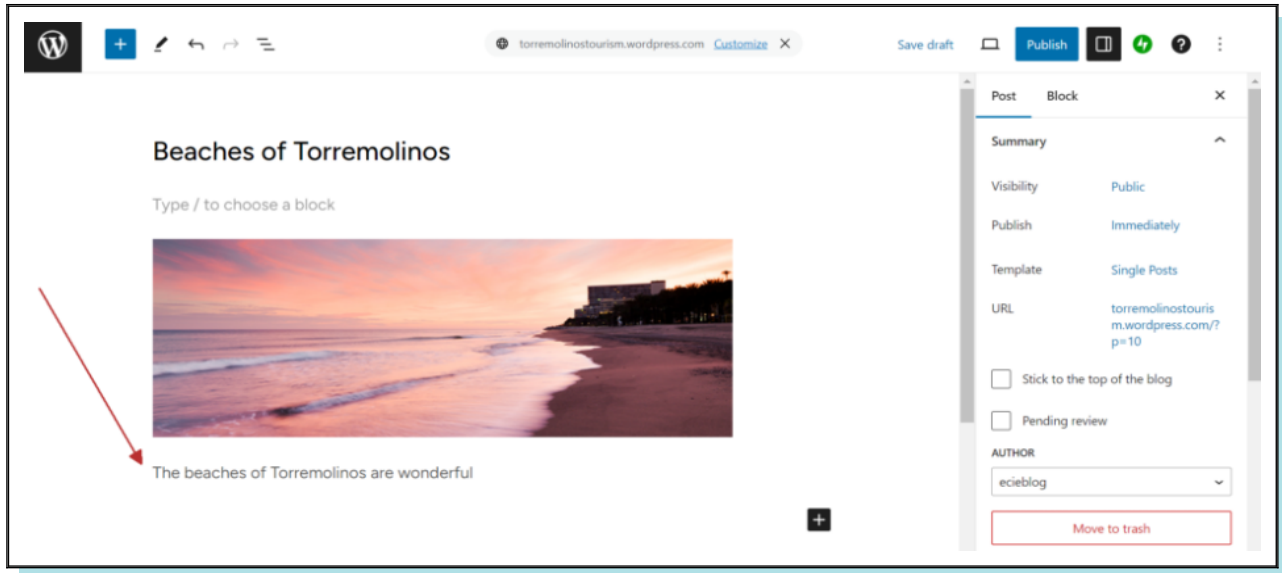 torremolinostourism.wordpress.com Customize
Save draft
Publish
Post Block
Beaches of Torremolinos
Type / to choose a block
The beaches of Torremolinos are wonderful
Summary
Visibility Public
Publish Immediately
Template Single Posts
URL torremolinostouris
m.wordpress.com/?
p=10
Stick to the top of the blog
Pending review
AUTHOR
ecieblog
Move to trash